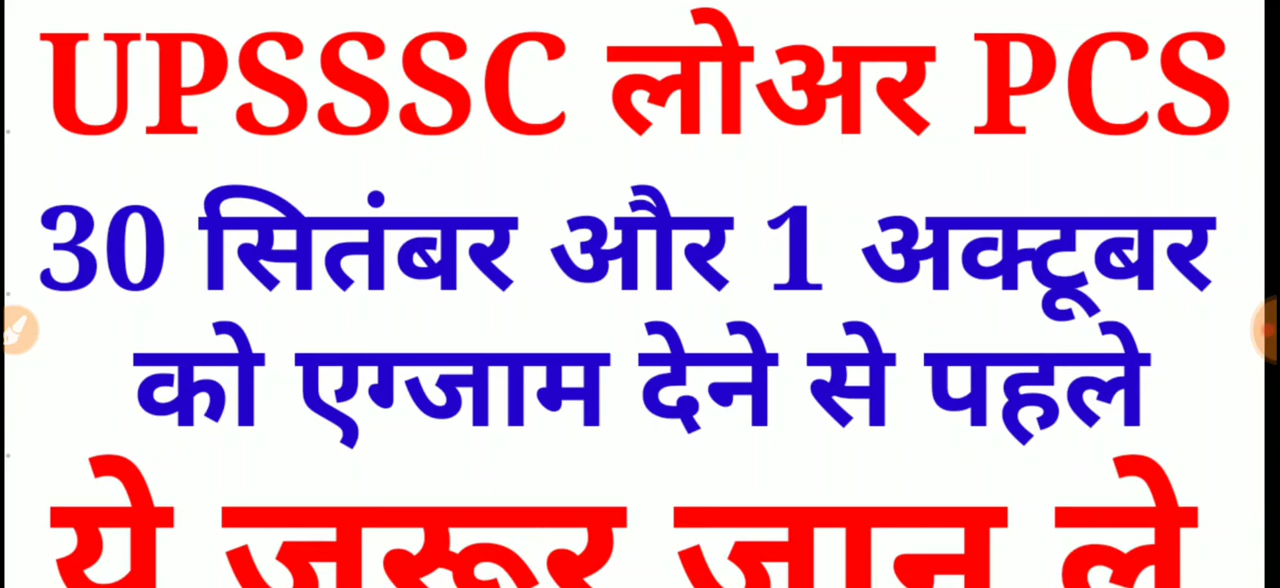 UPSSSC लोअर PCS
30 सितंबर और 1 अक्टूबर
को एग्जाम देने से पहले
ये जरूर जान ले